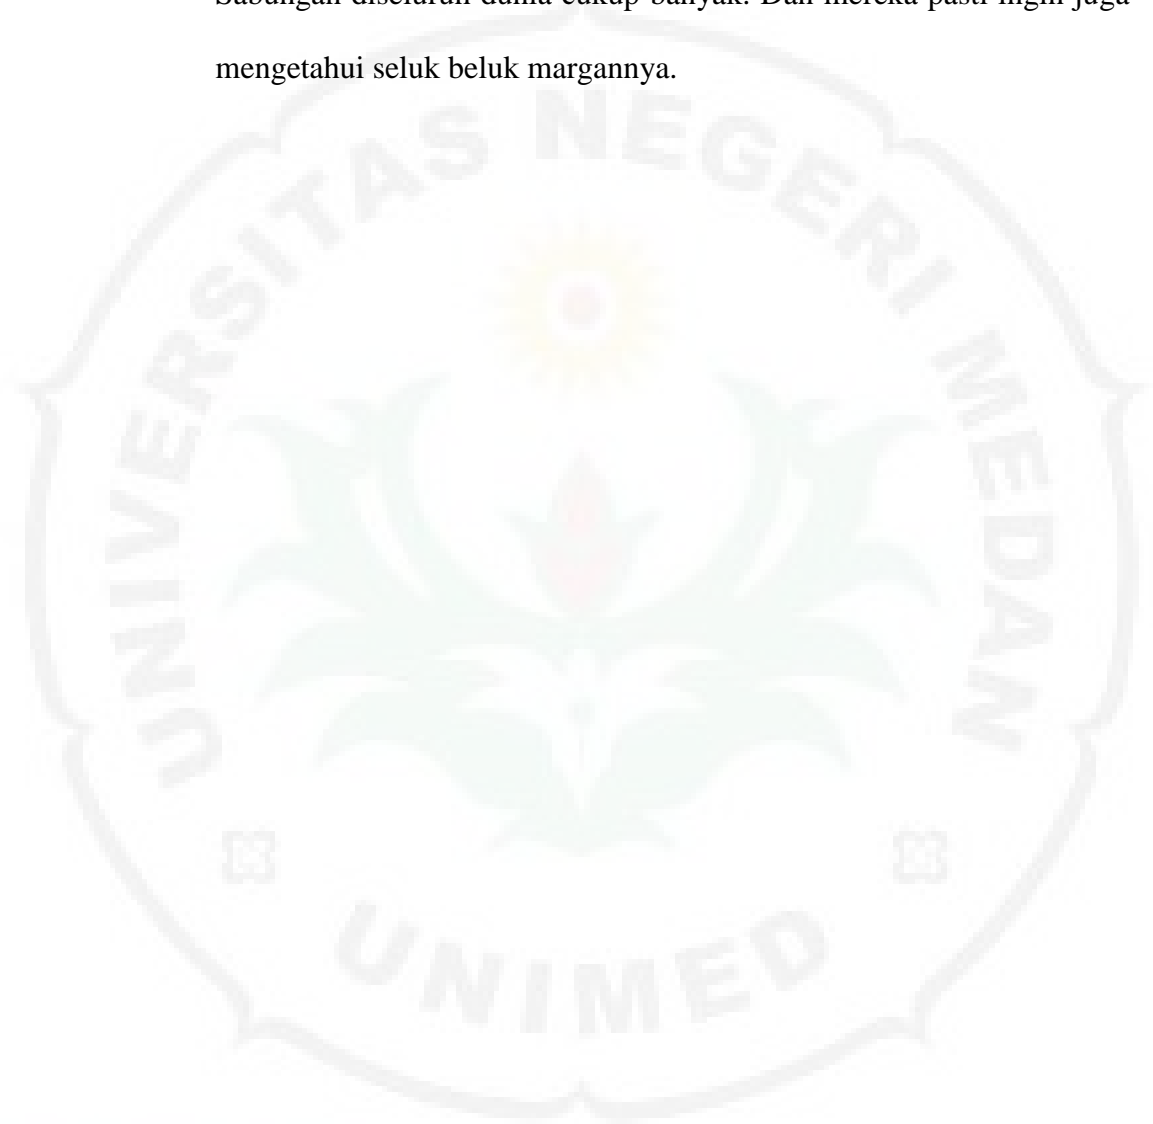 Sabungan diseluruh dunia cukup banyak. Dan mereka pasti ingin juga
mengetahui seluk beluk margannya.
UNIVERSITAS NEGERI MEDAN
UNIMED